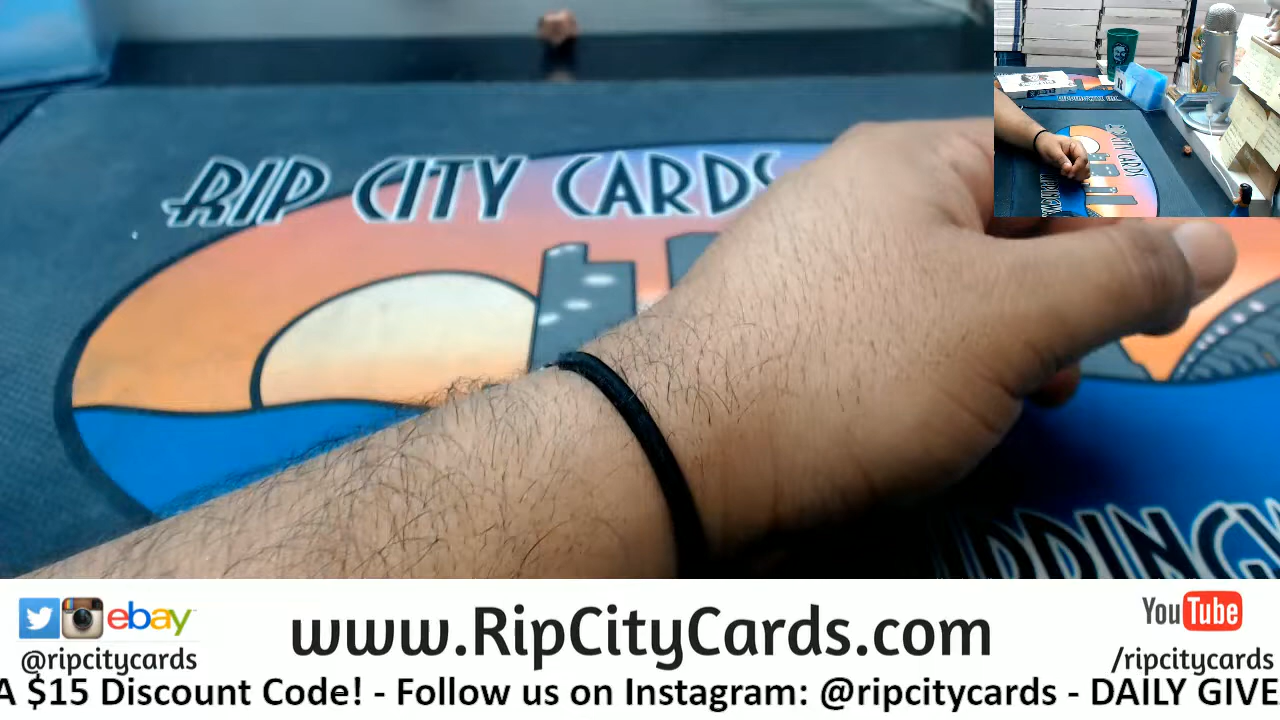 RIP CITY CARDS
www.RipCityCards.com
ebay
@ripcitycards
YouTube
/ripcitycards
A $15 Discount Code! - Follow us on Instagram: @ripcitycards - DAILY GIVE